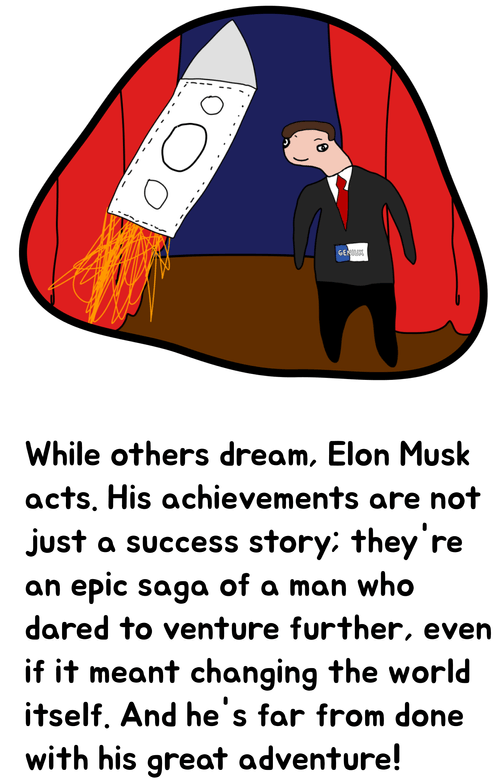 While others dream, Elon Musk
acts. His achievements are not
just a success story; they're
an epic saga of a man who
dared to venture further, even
if it meant changing the world
itself. And he's far from done
with his great adventure!